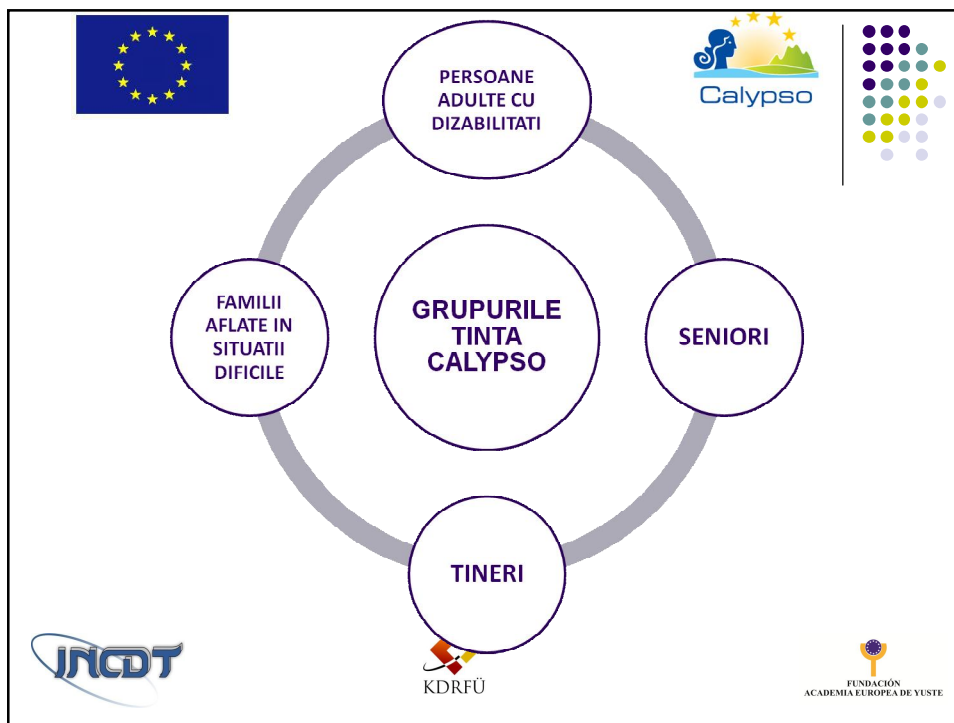 PERSOANE
ADULTE CU
DIZABILITATI
Calypso
FAMILII
AFLATE IN
SITUATII
DIFICILE
GRUPURILE
TINTA
CALYPSO
SENIORI
TINERI
INCDT
KDRFÜ
FUNDACIÓN
ACADEMIA EUROPEA DE YUSTE